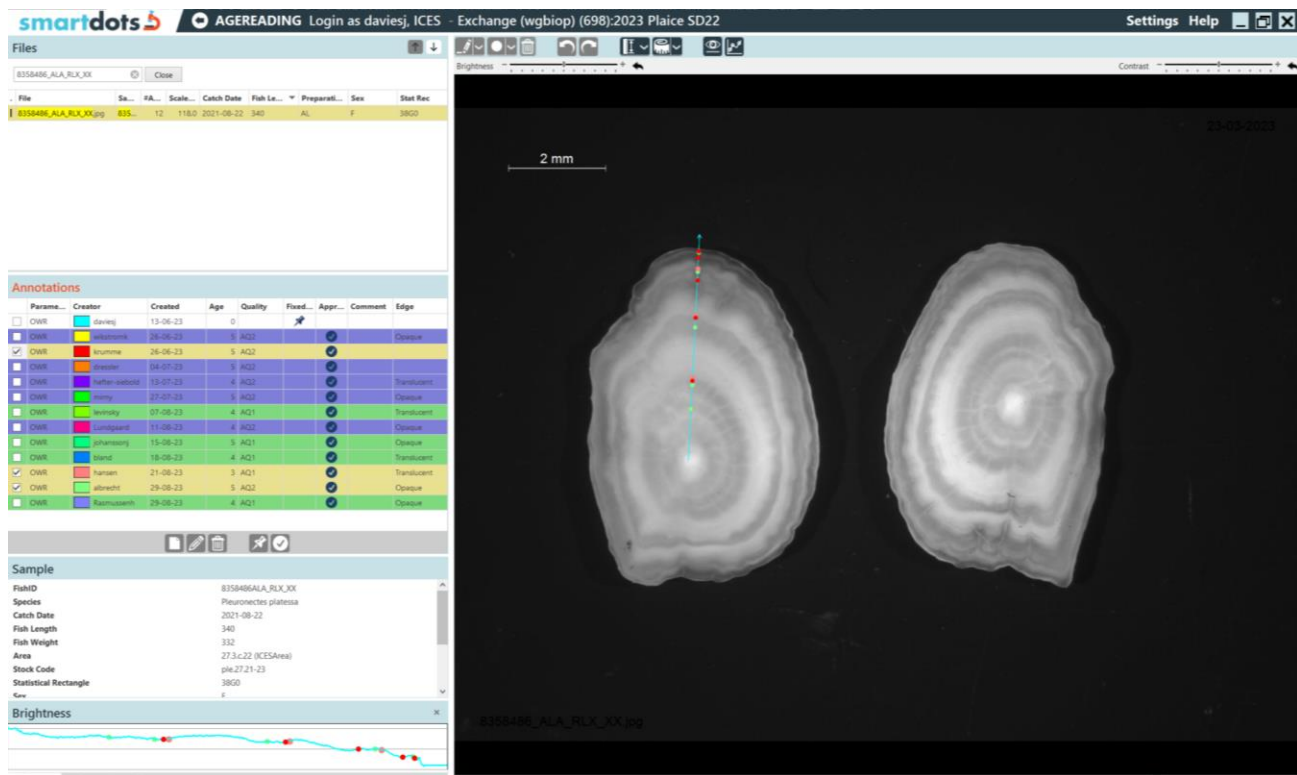 smartdots AGEREADING Login as daviesj, ICES - Exchange (wgbiop) (698):2023 Plaice SD22 Settings Help
Files
8358486_ALA_RLX_XX Close
File Sa... #A... Scale... Catch Date Fish Le... Preparati... Sex Stat Rec
8358486_ALA_RLX_XX.jpg 835... 12 118.0 2021-08-22 340 AL F 38G0
Brightness - + Contrast - +
23-03-2023
2 mm
Annotations
Parame... Creator Created Age Quality Fixed... Appr... Comment Edge
OWR daviesj 13-06-23 0
OWR wikstromk 26-06-23 5 AQ2 Opaque
OWR krumme 26-06-23 5 AQ2
OWR stroster 04-07-23 5 AQ2
OWR hafter-siebold 13-07-23 4 AQ2 Translucent
OWR 27-07-23 5 AQ2 Opaque
OWR levinsky 07-08-23 4 AQ1 Translucent
OWR Lundgaard 11-08-23 4 AQ2 Opaque
OWR johanssonj 15-08-23 5 AQ1 Opaque
OWR bland 18-08-23 4 AQ1 Translucent
OWR hansen 21-08-23 3 AQ1 Translucent
OWR albrecht 29-08-23 5 AQ2 Opaque
OWR Rasmussenh 29-08-23 4 AQ1 Opaque
Sample
FishID 8358486ALA_RLX_XX
Species Pleuronectes platessa
Catch Date 2021-08-22
Fish Length 340
Fish Weight 332
Area 27.3.c.22 (ICESArea)
Stock Code ple.27.21-23
Statistical Rectangle 38G0
Sex F
Brightness
8358486_ALA_RLX_XX.jpg